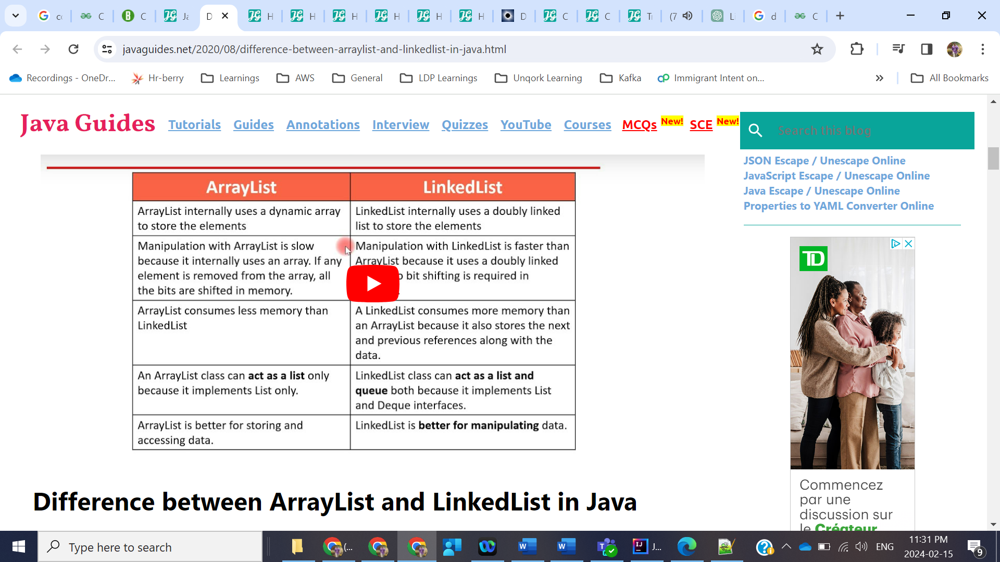 C
C
Ja
D
H
H
H
H
H
H
D
C
C
T
(7
Li
d
C
javaguides.net/2020/08/difference-between-arraylist-and-linkedlist-in-java.html
Recordings - OneDr...
Hr-berry
Learnings
AWS
General
LDP Learnings
Unqork Learning
Kafka
Immigrant Intent on...
All Bookmarks
Java Guides
Tutorials
Guides
Annotations
Interview
Quizzes
YouTube
Courses
MCQs New!
SCE New!
Search this blog
JSON Escape / Unescape Online
JavaScript Escape / Unescape Online
Java Escape / Unescape Online
Properties to YAML Converter Online
ArrayList
LinkedList
ArrayList internally uses a dynamic array
to store the elements
LinkedList internally uses a doubly linked
list to store the elements
Manipulation with ArrayList is slow
because it internally uses an array. If any
element is removed from the array, all
the bits are shifted in memory.
Manipulation with LinkedList is faster than
ArrayList because it uses a doubly linked
bit shifting is required in
ArrayList consumes less memory than
LinkedList
A LinkedList consumes more memory than
an ArrayList because it also stores the next
and previous references along with the
data.
An ArrayList class can act as a list only
because it implements List only.
LinkedList class can act as a list and
queue both because it implements List
and Deque interfaces.
ArrayList is better for storing and
accessing data.
LinkedList is better for manipulating data.
Difference between ArrayList and LinkedList in Java
TD
Commencez
par une
discussion sur
le Créateur
Type here to search
(...
J...
ENG
11:31 PM
2024-02-15
9